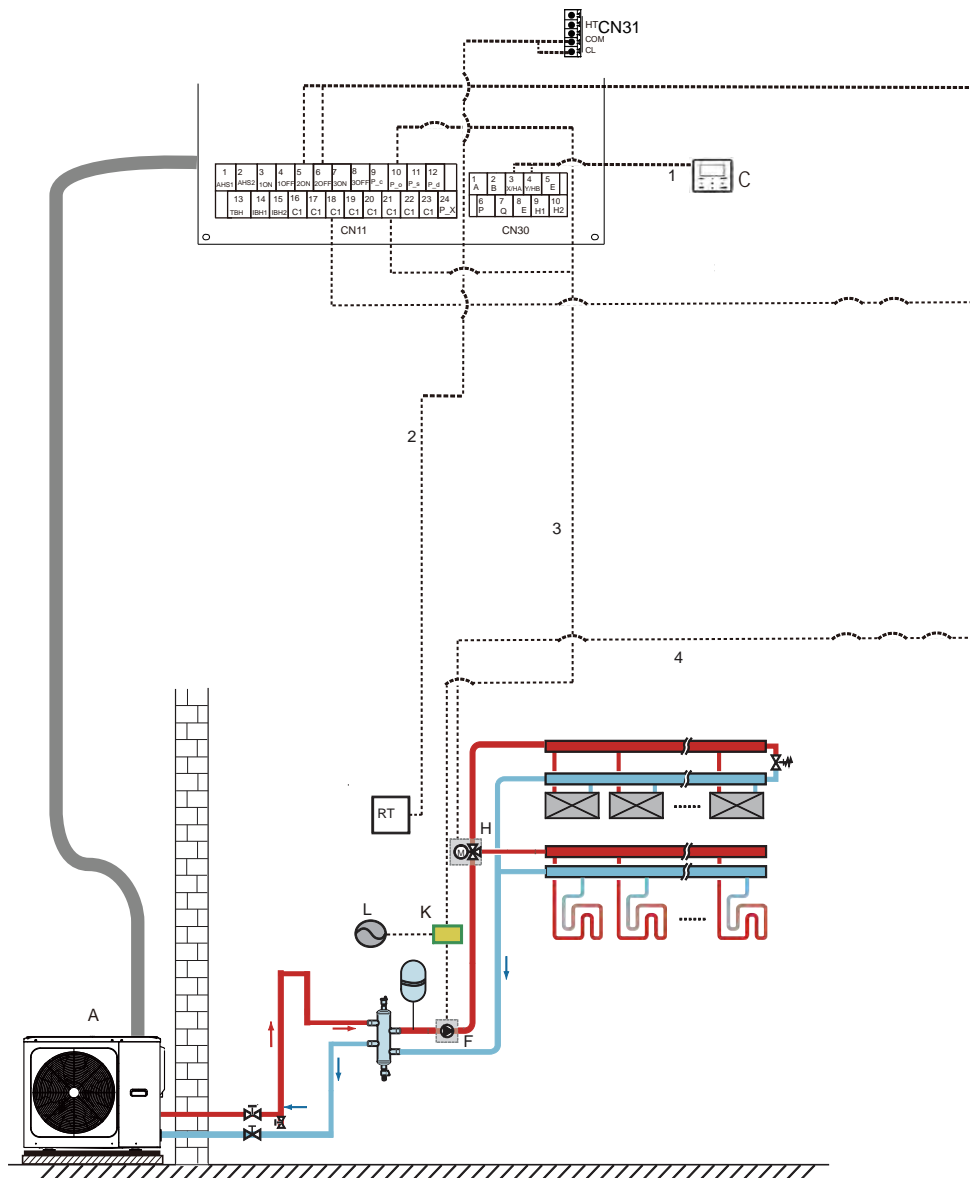 HT CN31
COM
CL
1 2 3 4 5 6 7 8 9 10 11 12
AHS1 AHS2 1ON 1OFF 2ON 2OFF 3ON 3OFF P_c P_o P_s P_d
13 14 15 16 17 18 19 20 21 22 23 24
TBH IBH1 IBH2 C1 C1 C1 C1 C1 C1 C1 C1 P_X
CN11
1 2 3 4 5
A B X/HA Y/HB E
6 7 8 9 10
P Q E H1 H2
CN30
1
C
2
3
4
RT
H
M
L
K
F
A